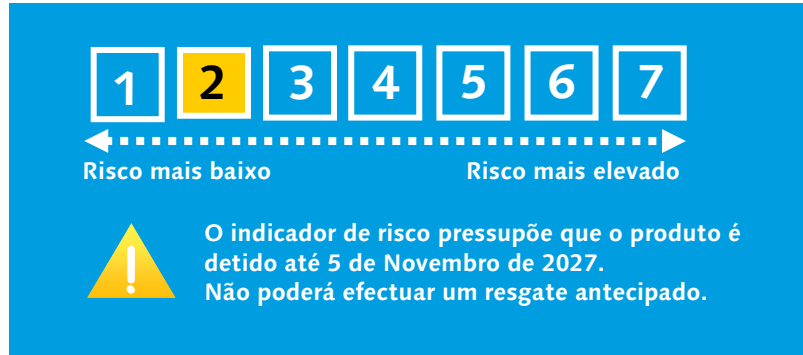 1 2 3 4 5 6 7
Risco mais baixo Risco mais elevado
O indicador de risco pressupõe que o produto é
detido até 5 de Novembro de 2027.
Não poderá efectuar um resgate antecipado.